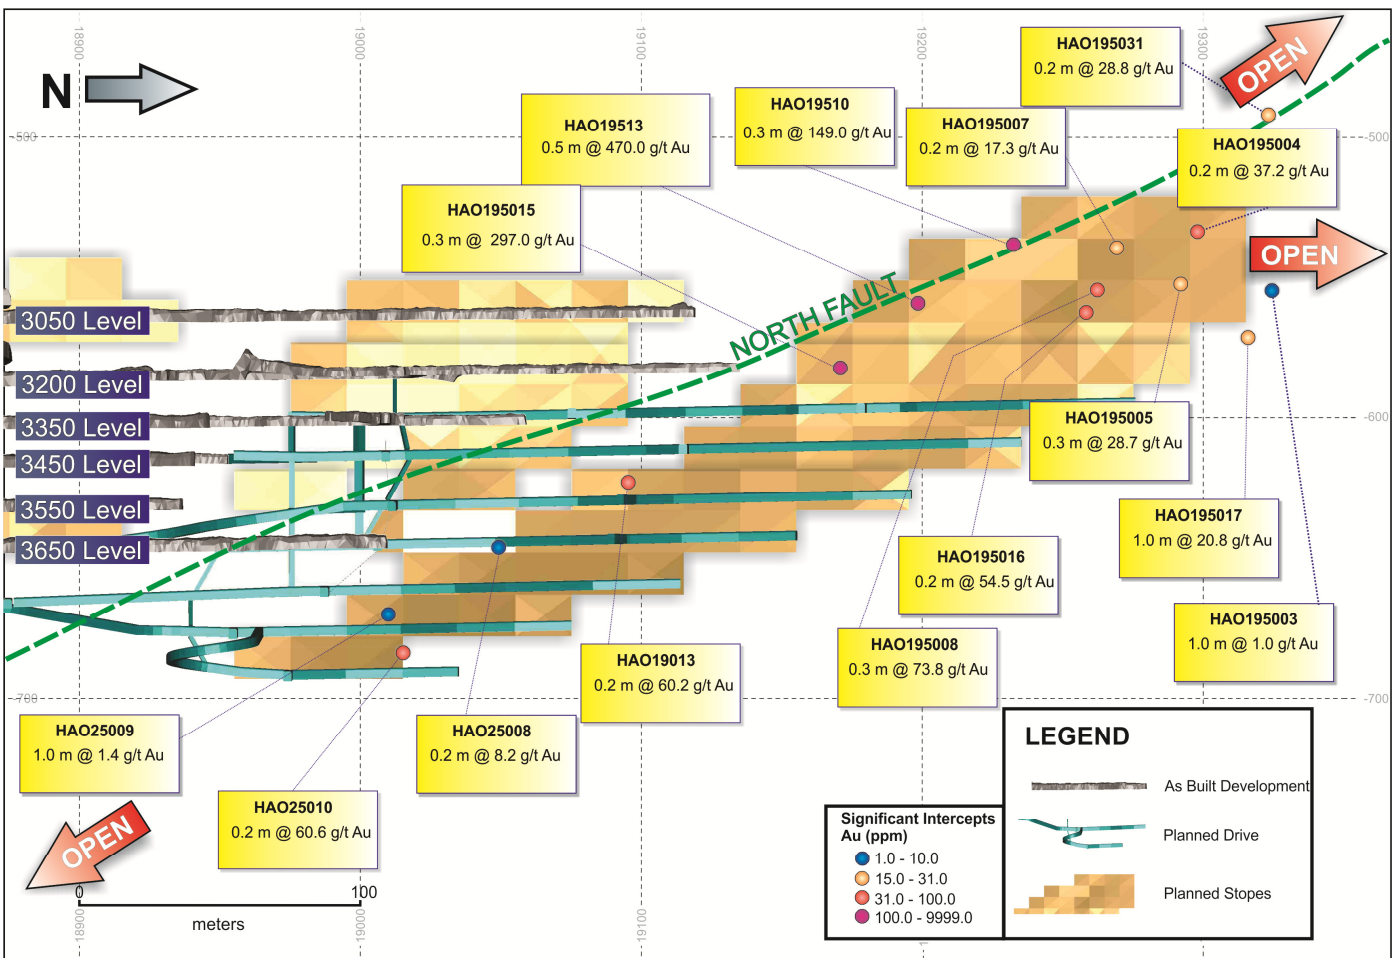 18900
19000
19100
19200
19300
N
OPEN
HAO195031
0.2 m @ 28.8 g/t Au
HAO19510
0.3 m @ 149.0 g/t Au
HAO19513
0.5 m @ 470.0 g/t Au
HAO195007
0.2 m @ 17.3 g/t Au
-500
-500
HAO195004
0.2 m @ 37.2 g/t Au
HAO195015
0.3 m @ 297.0 g/t Au
OPEN
NORTH FAULT
3050 Level
3200 Level
3350 Level
3450 Level
3550 Level
3650 Level
-600
HAO195005
0.3 m @ 28.7 g/t Au
HAO195017
1.0 m @ 20.8 g/t Au
HAO195016
0.2 m @ 54.5 g/t Au
HAO195003
1.0 m @ 1.0 g/t Au
HAO195008
0.3 m @ 73.8 g/t Au
HAO19013
0.2 m @ 60.2 g/t Au
-700
-700
HAO25009
1.0 m @ 1.4 g/t Au
HAO25008
0.2 m @ 8.2 g/t Au
HAO25010
0.2 m @ 60.6 g/t Au
OPEN
0
100
meters
LEGEND
As Built Development
Planned Drive
Planned Stopes
Significant Intercepts
Au (ppm)
1.0 - 10.0
15.0 - 31.0
31.0 - 100.0
100.0 - 9999.0
18900
19000
19100